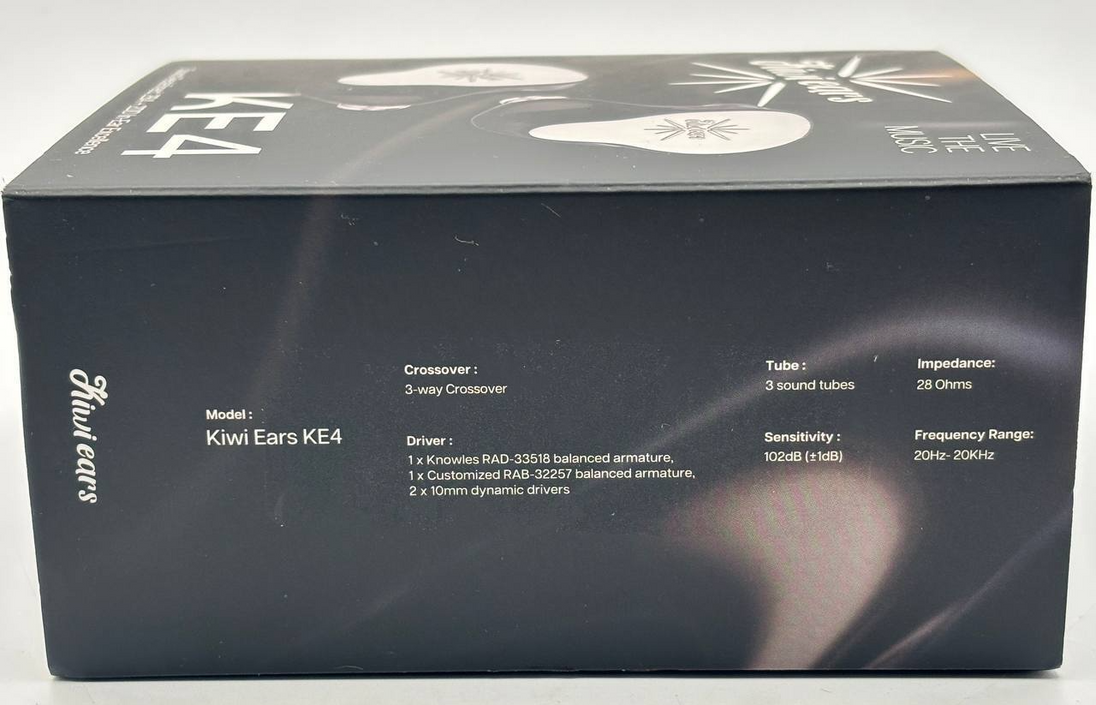 KE4
Kiwi ears
LIVE
THE
MUSIC
Kiwi ears
Model :
Kiwi Ears KE4
Crossover :
3-way Crossover
Driver :
1 x Knowles RAD-33518 balanced armature,
1 x Customized RAB-32257 balanced armature,
2 x 10mm dynamic drivers
Tube :
3 sound tubes
Sensitivity :
102dB (±1dB)
Impedance:
28 Ohms
Frequency Range:
20Hz- 20KHz